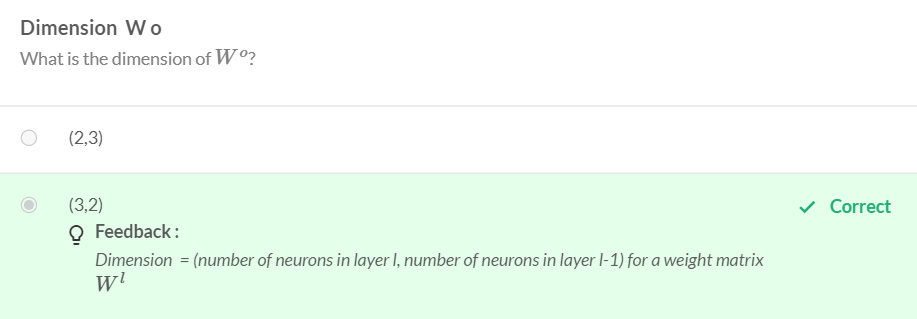 Dimension W o
What is the dimension of W^o?
(2,3)
(3,2)
Correct
Feedback :
Dimension = (number of neurons in layer l, number of neurons in layer l-1) for a weight matrix
W^l